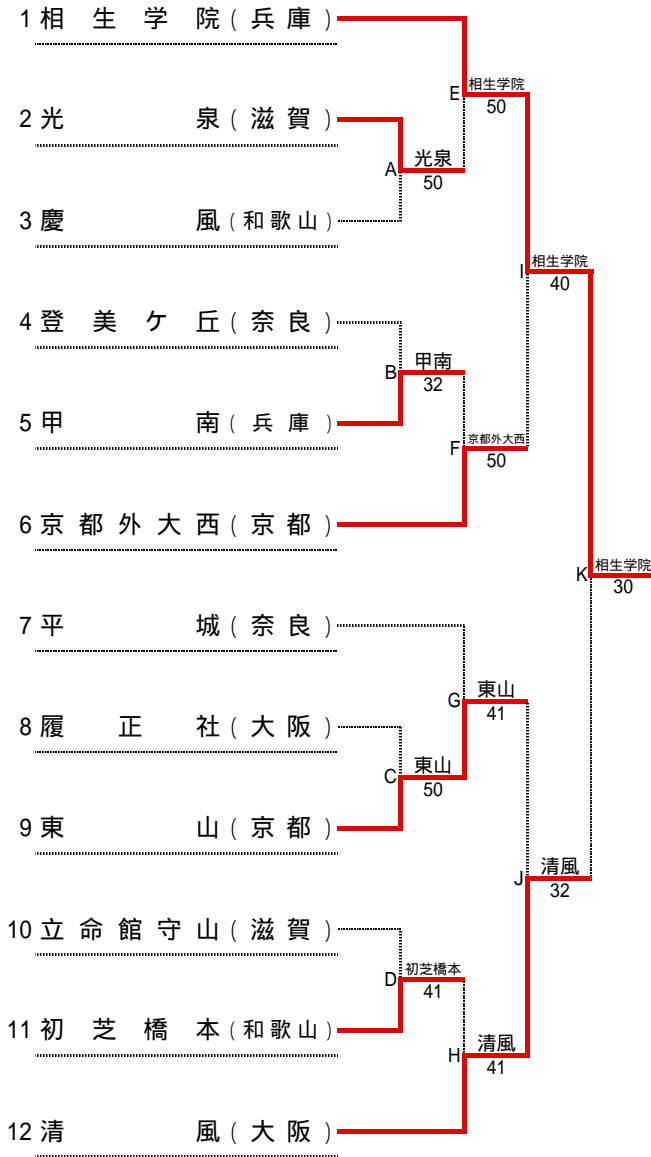 1 相生学院 (兵庫)
相生学院
E
50
2 光泉 (滋賀)
光泉
A
50
3 慶風 (和歌山)
相生学院
I
40
4 登美ケ丘 (奈良)
甲南
B
32
5 甲南 (兵庫)
京都外大西
F
50
6 京都外大西 (京都)
相生学院
K
30
7 平城 (奈良)
東山
G
41
8 履正社 (大阪)
東山
C
50
9 東山 (京都)
清風
J
32
10 立命館守山 (滋賀)
初芝橋本
D
41
11 初芝橋本 (和歌山)
清風
H
41
12 清風 (大阪)